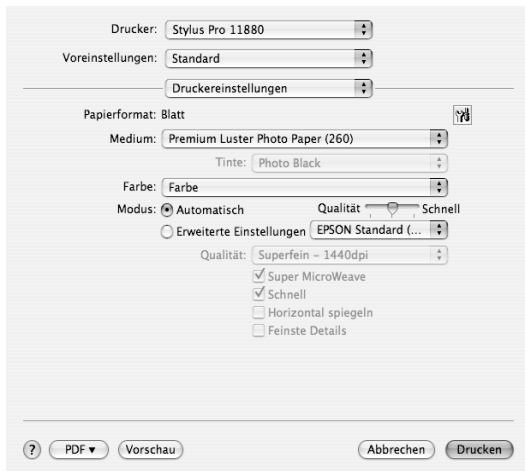 Drucker: Stylus Pro 11880
Voreinstellungen: Standard
Druckereinstellungen
Papierformat: Blatt
Medium: Premium Luster Photo Paper (260)
Tinte: Photo Black
Farbe: Farbe
Modus: Automatisch Qualität Schnell
Erweiterte Einstellungen EPSON Standard (...
Qualität: Superfein – 1440dpi
Super MicroWeave
Schnell
Horizontal spiegeln
Feinste Details
? PDF ▾ Vorschau Abbrechen Drucken